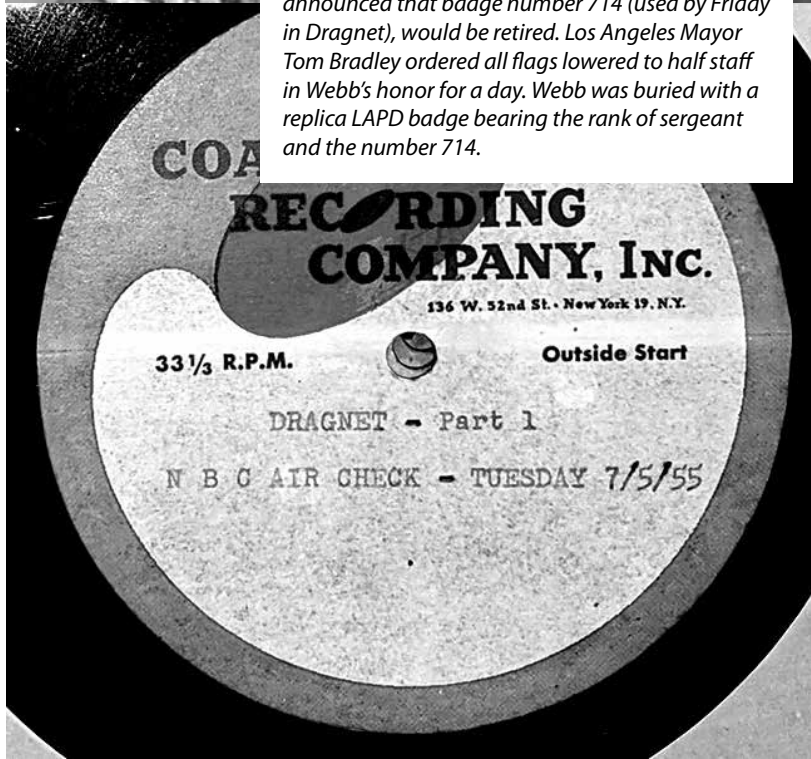 announced that badge number 714 (used by Friday
in Dragnet), would be retired. Los Angeles Mayor
Tom Bradley ordered all flags lowered to half staff
in Webb's honor for a day. Webb was buried with a
replica LAPD badge bearing the rank of sergeant
and the number 714.
COA
RECORDING
COMPANY, INC.
136 W. 52nd St. · New York 19, N.Y.
33 1/3 R.P.M. Outside Start
DRAGNET - Part 1
N B C AIR CHECK - TUESDAY 7/5/55